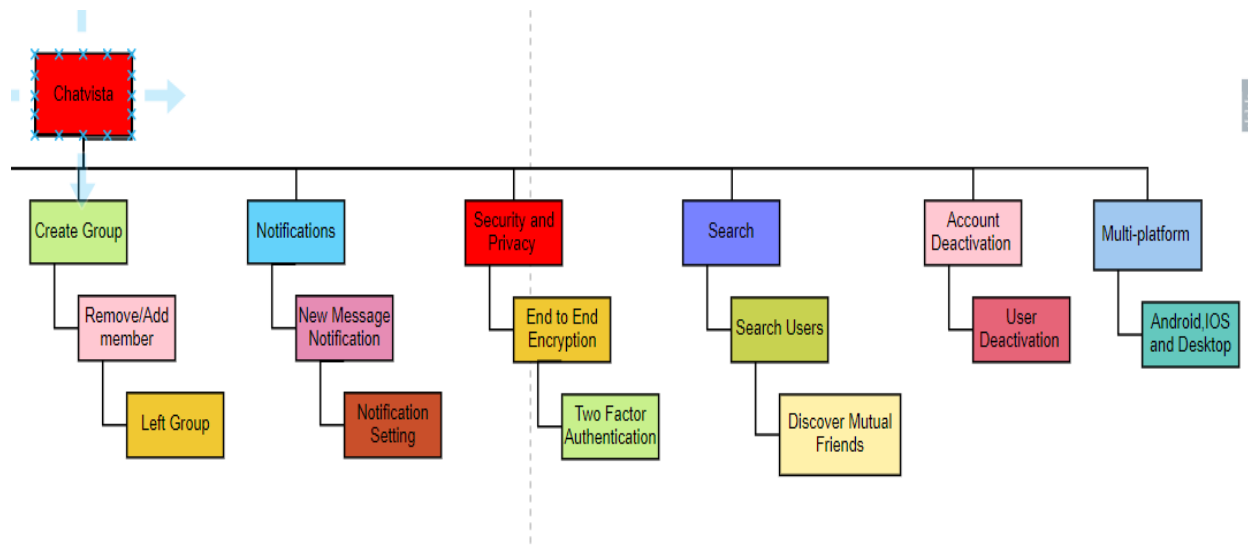 Chatvista
Create Group
Notifications
Security and
Privacy
Search
Account
Deactivation
Multi-platform
Remove/Add
member
New Message
Notification
End to End
Encryption
Search Users
User
Deactivation
Android,IOS
and Desktop
Left Group
Notification
Setting
Two Factor
Authentication
Discover Mutual
Friends